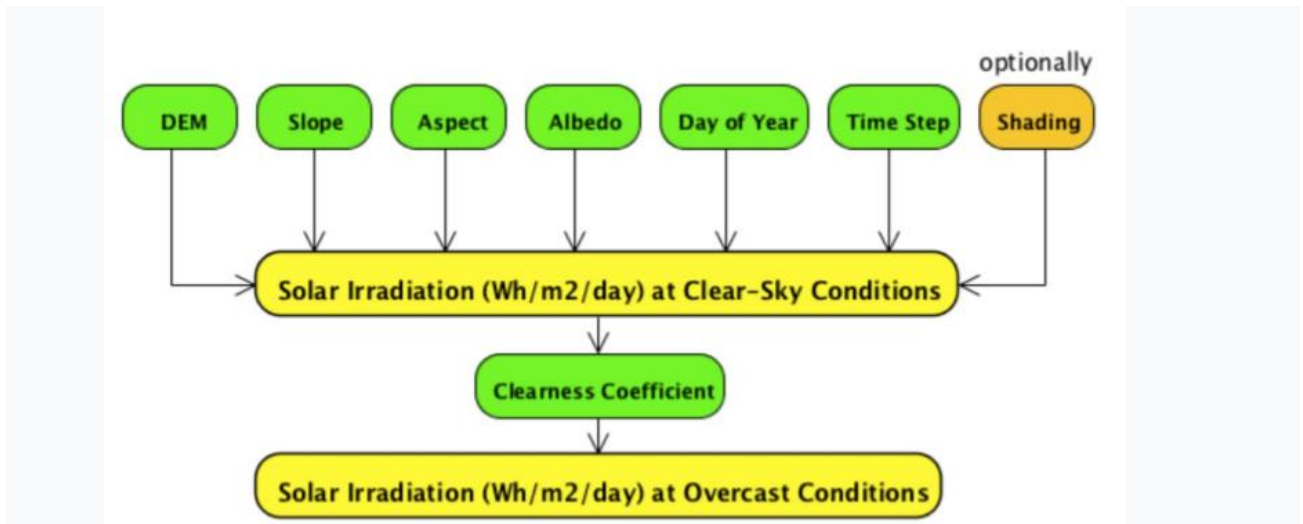 optionally
DEM
Slope
Aspect
Albedo
Day of Year
Time Step
Shading
Solar Irradiation (Wh/m2/day) at Clear-Sky Conditions
Clearness Coefficient
Solar Irradiation (Wh/m2/day) at Overcast Conditions